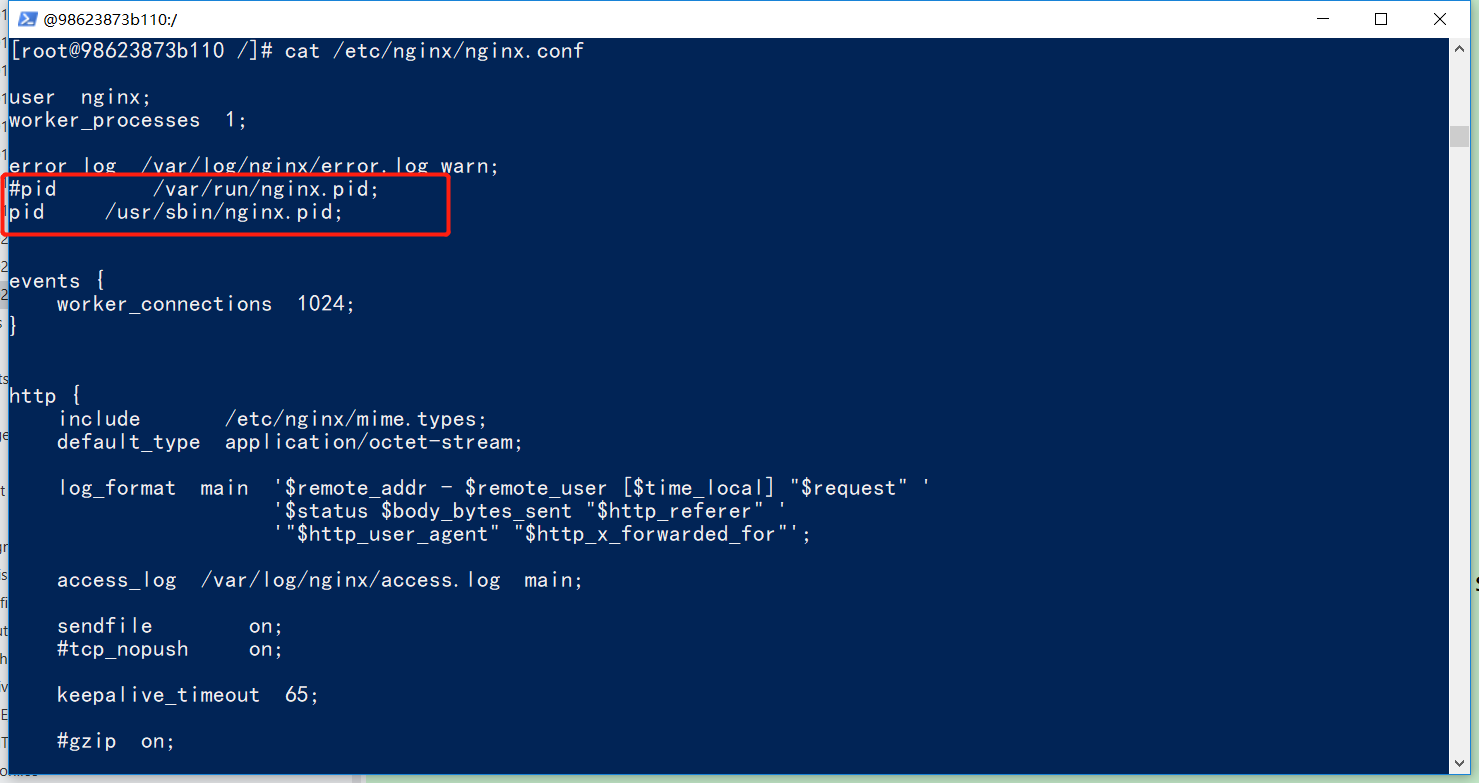 @98623873b110:/
[root@98623873b110 /]# cat /etc/nginx/nginx.conf
user  nginx;
worker_processes  1;
error_log  /var/log/nginx/error.log warn;
#pid        /var/run/nginx.pid;
pid     /usr/sbin/nginx.pid;
events {
    worker_connections  1024;
}
http {
    include       /etc/nginx/mime.types;
    default_type  application/octet-stream;
    log_format  main  '$remote_addr - $remote_user [$time_local] "$request" '
                      '$status $body_bytes_sent "$http_referer" '
                      '"$http_user_agent" "$http_x_forwarded_for"';
    access_log  /var/log/nginx/access.log  main;
    sendfile        on;
    #tcp_nopush     on;
    keepalive_timeout  65;
    #gzip  on;